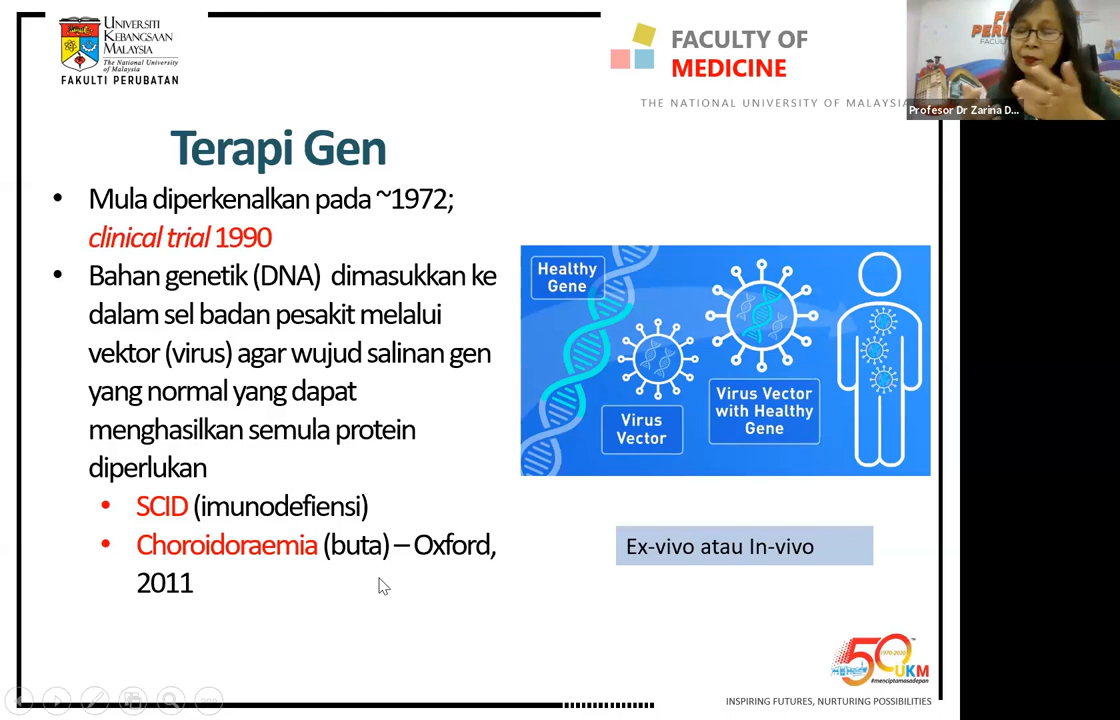 UNIVERSITI
KEBANGSAAN
MALAYSIA
The National University
of Malaysia
FAKULTI PERUBATAN
FACULTY OF
MEDICINE
THE NATIONAL UNIVERSITY OF MALAYSIA
Profesor Dr Zarina D...
Terapi Gen
• Mula diperkenalkan pada ~1972;
clinical trial 1990
• Bahan genetik (DNA) dimasukkan ke
dalam sel badan pesakit melalui
vektor (virus) agar wujud salinan gen
yang normal yang dapat
menghasilkan semula protein
diperlukan
• SCID (imunodefiensi)
• Choroidoraemia (buta) – Oxford,
2011
Healthy
Gene
Virus
Vector
Virus Vector
with Healthy
Gene
Ex-vivo atau In-vivo
50
1970-2020
UKM
#menciptamasadepan
INSPIRING FUTURES, NURTURING POSSIBILITIES